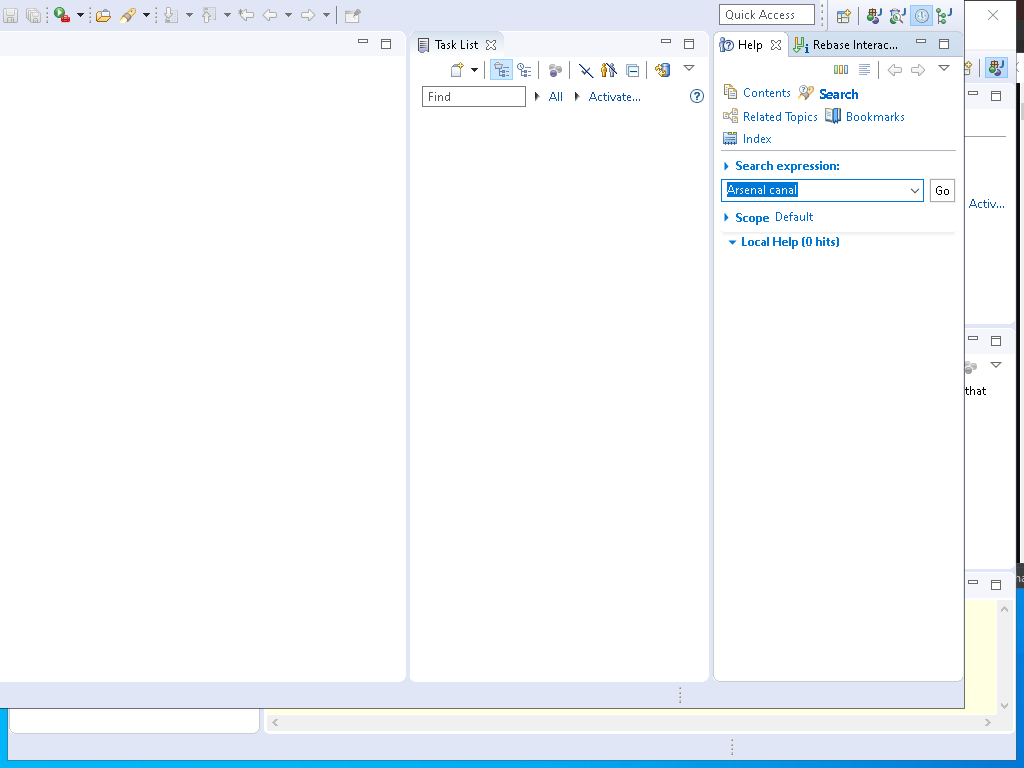 Quick Access
Task List
Help
Rebase Interac...
Find
All
Activate...
Contents
Search
Related Topics
Bookmarks
Index
Search expression:
Arsenal canal
Go
Scope
Default
Local Help (0 hits)
Activ...
that